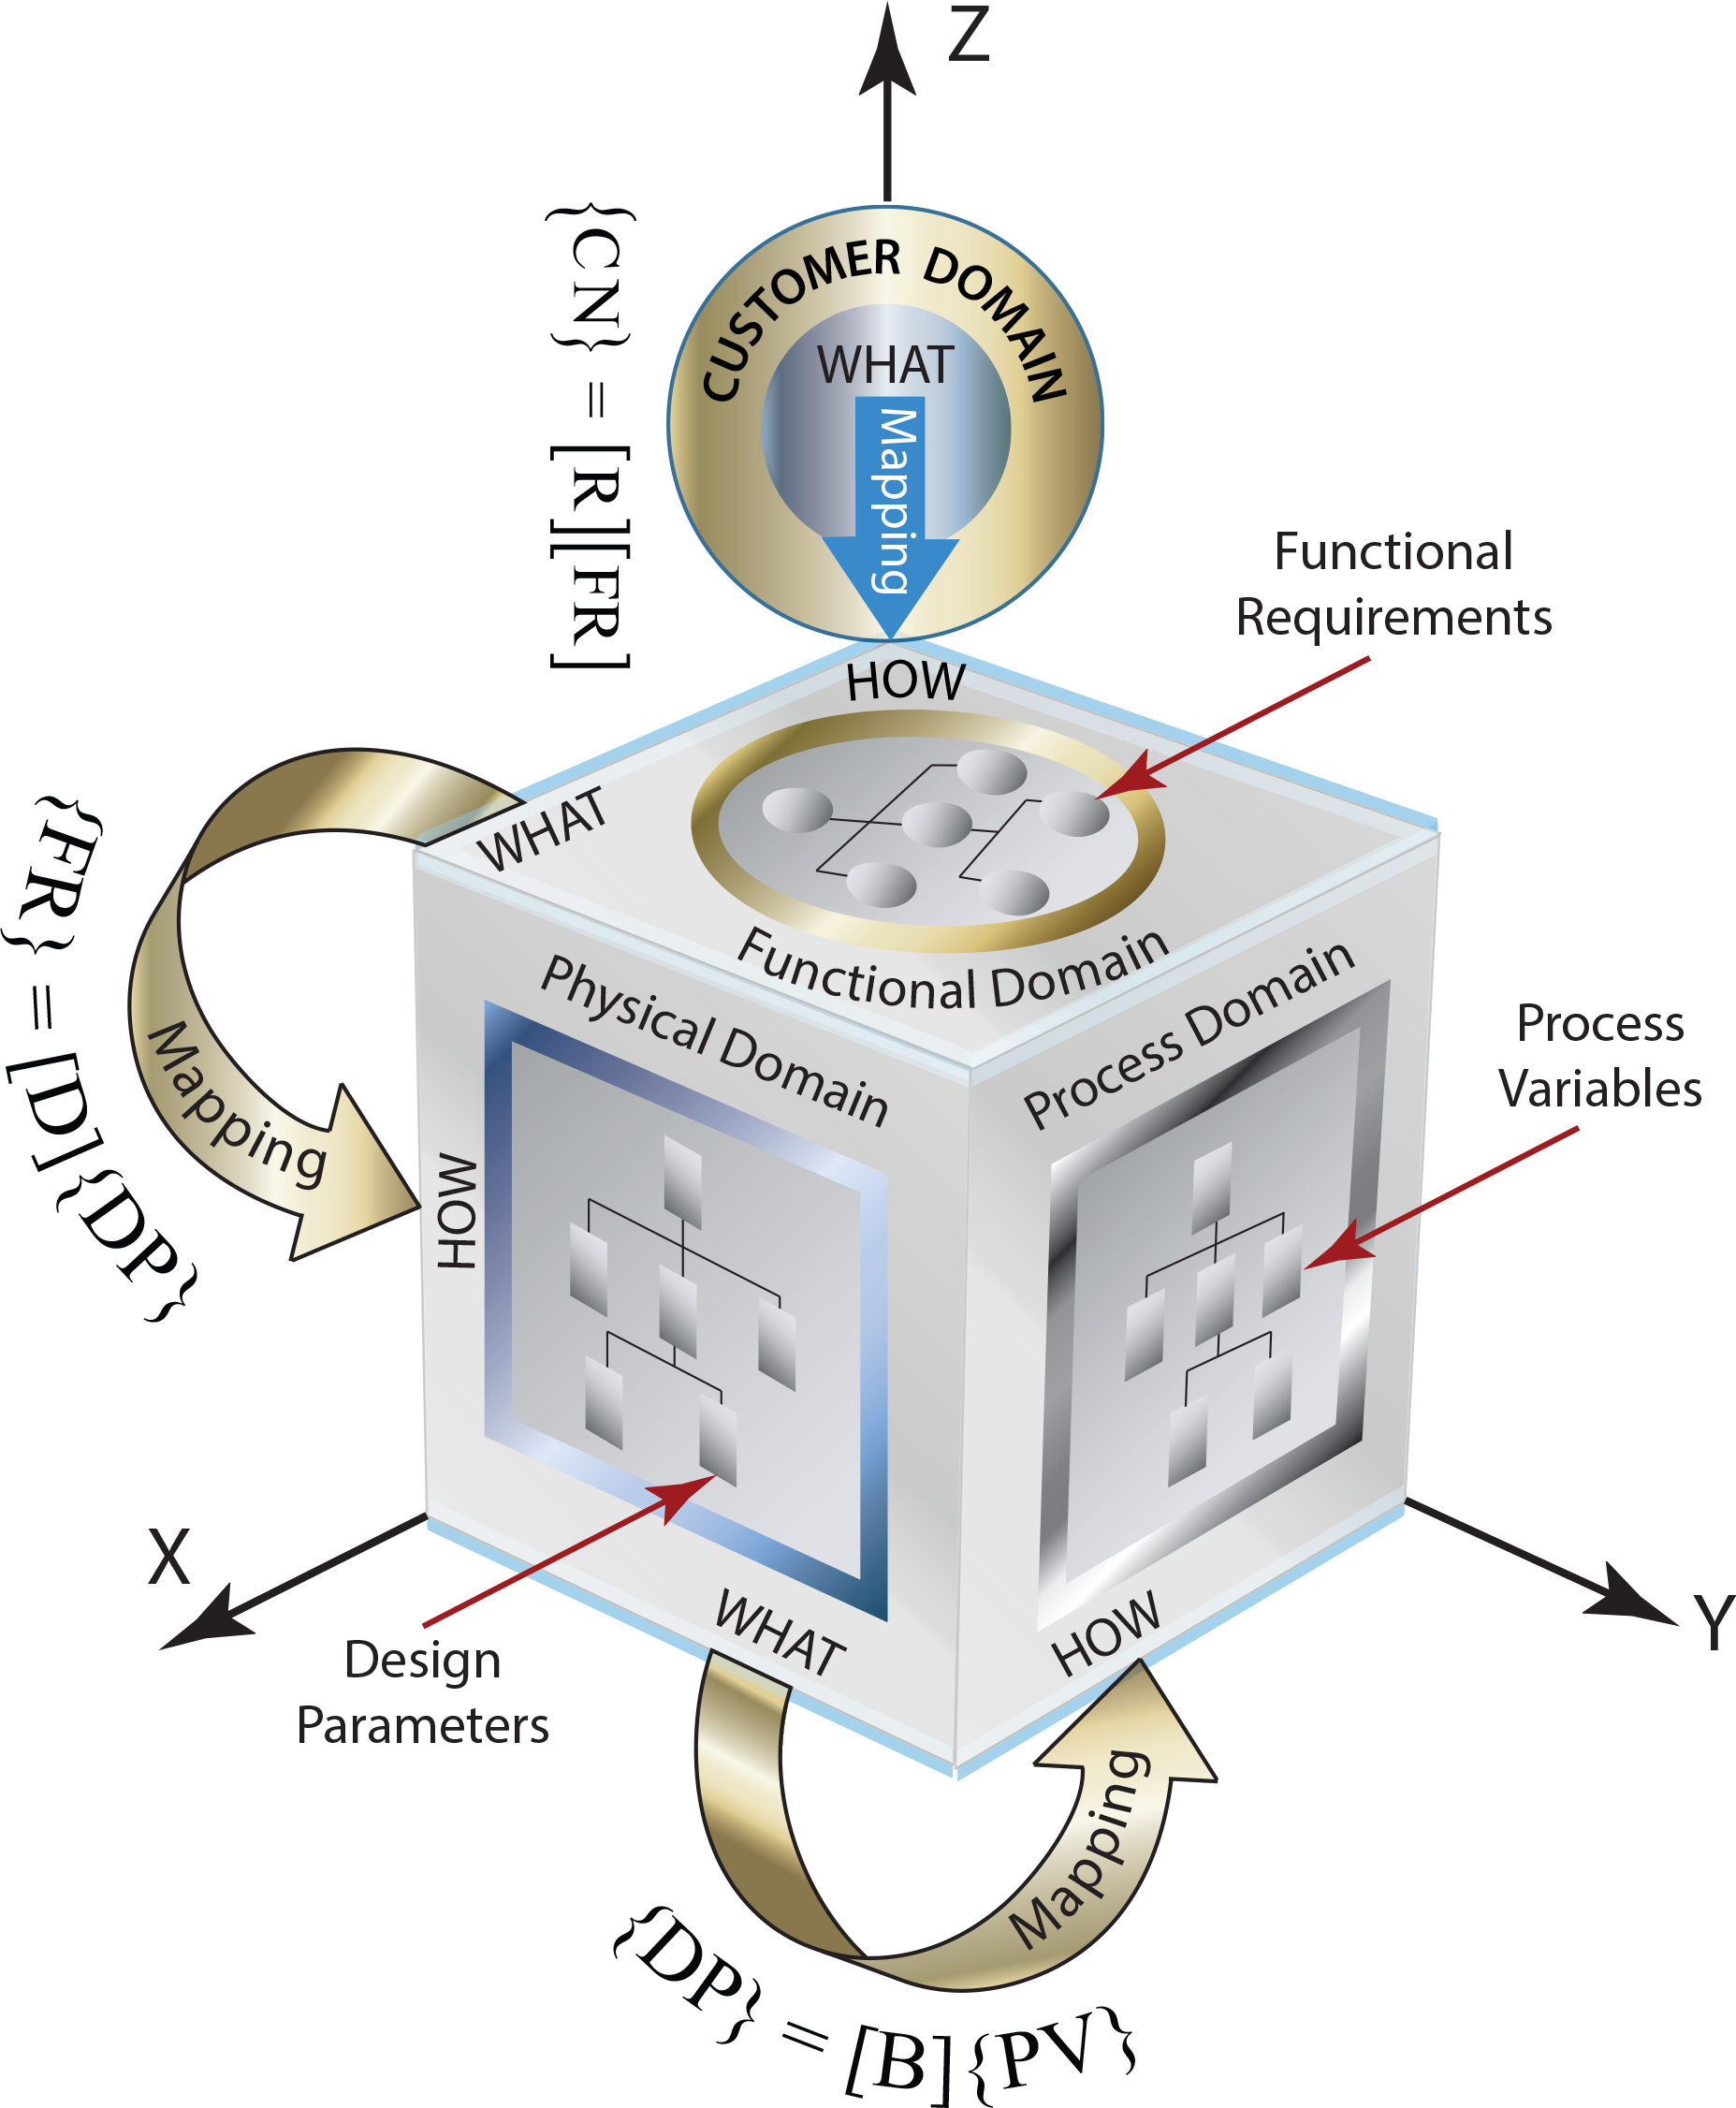 Z
CUSTOMER DOMAIN
WHAT
Mapping
{CN} = [R][FR]
Functional
Requirements
HOW
WHAT
Functional Domain
{FR} = [D]{DP}
Mapping
HOW
Physical Domain
Process Domain
Process
Variables
X
Y
Design
Parameters
WHAT
HOW
Mapping
{DP} = [B]{PV}